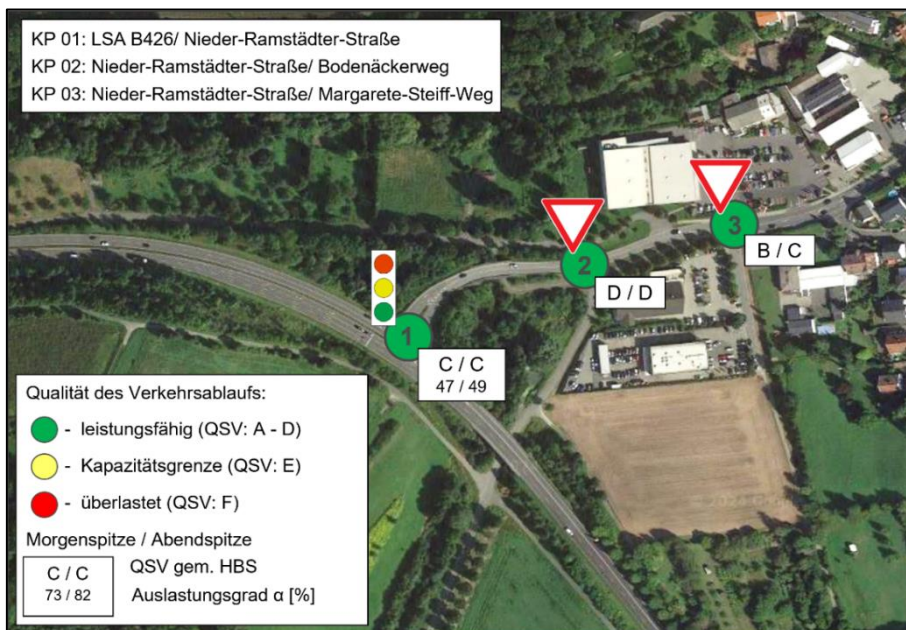 KP 01: LSA B426/ Nieder-Ramstädter-Straße
KP 02: Nieder-Ramstädter-Straße/ Bodenäckerweg
KP 03: Nieder-Ramstädter-Straße/ Margarete-Steiff-Weg
3
B / C
2
D / D
1
C / C
47 / 49
Qualität des Verkehrsablaufs:
- leistungsfähig (QSV: A - D)
- Kapazitätsgrenze (QSV: E)
- überlastet (QSV: F)
Morgenspitze / Abendspitze
C / C QSV gem. HBS
73 / 82 Auslastungsgrad α [%]